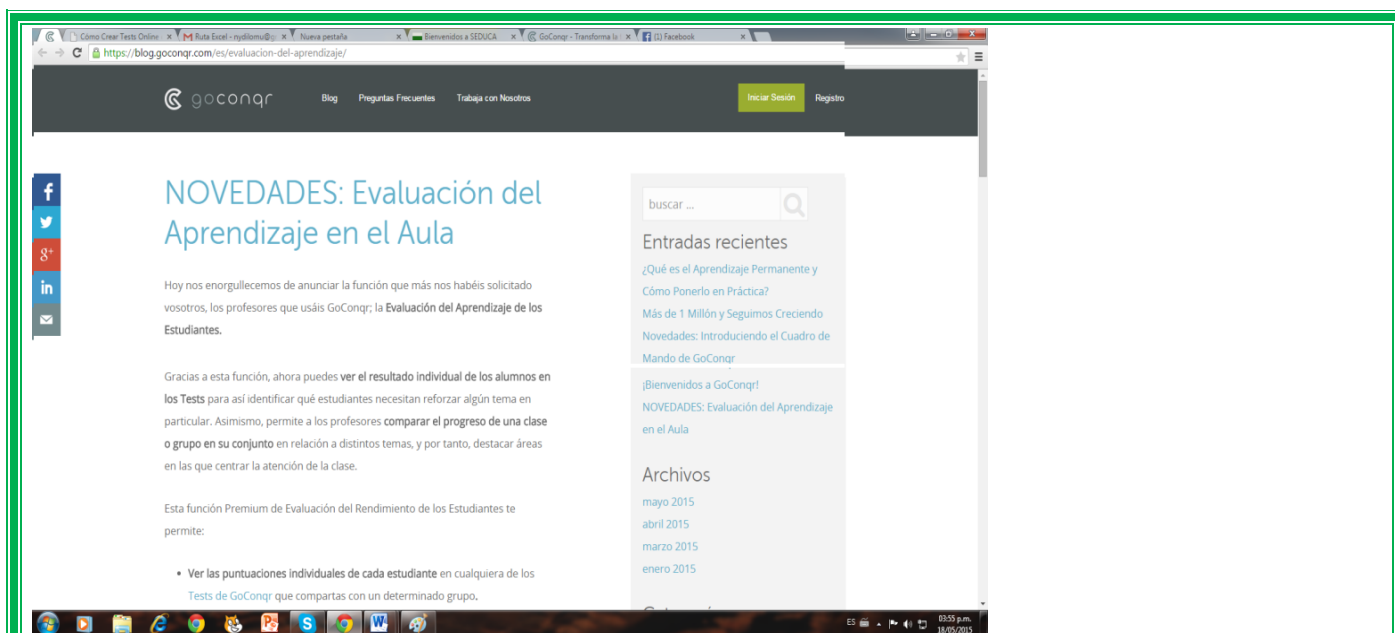 Cómo Crear Tests Online
Ruta Excel - nydilomu@g
Nueva pestaña
Bienvenidos a SEDUCA
GoConqr - Transforma la
(1) Facebook
https://blog.goconqr.com/es/evaluacion-del-aprendizaje/
goconqr
Blog
Preguntas Frecuentes
Trabaja con Nosotros
Iniciar Sesión
Registro
NOVEDADES: Evaluación del
Aprendizaje en el Aula
Hoy nos enorgullecemos de anunciar la función que más nos habéis solicitado
vosotros, los profesores que usáis GoConqr; la Evaluación del Aprendizaje de los
Estudiantes.
Gracias a esta función, ahora puedes ver el resultado individual de los alumnos en
los Tests para así identificar qué estudiantes necesitan reforzar algún tema en
particular. Asimismo, permite a los profesores comparar el progreso de una clase
o grupo en su conjunto en relación a distintos temas, y por tanto, destacar áreas
en las que centrar la atención de la clase.
Esta función Premium de Evaluación del Rendimiento de los Estudiantes te
permite:
• Ver las puntuaciones individuales de cada estudiante en cualquiera de los
Tests de GoConqr que compartas con un determinado grupo.
buscar ...
Entradas recientes
¿Qué es el Aprendizaje Permanente y
Cómo Ponerlo en Práctica?
Más de 1 Millón y Seguimos Creciendo
Novedades: Introduciendo el Cuadro de
Mando de GoConqr
¡Bienvenidos a GoConqr!
NOVEDADES: Evaluación del Aprendizaje
en el Aula
Archivos
mayo 2015
abril 2015
marzo 2015
enero 2015
ES
03:55 p.m.
18/05/2015